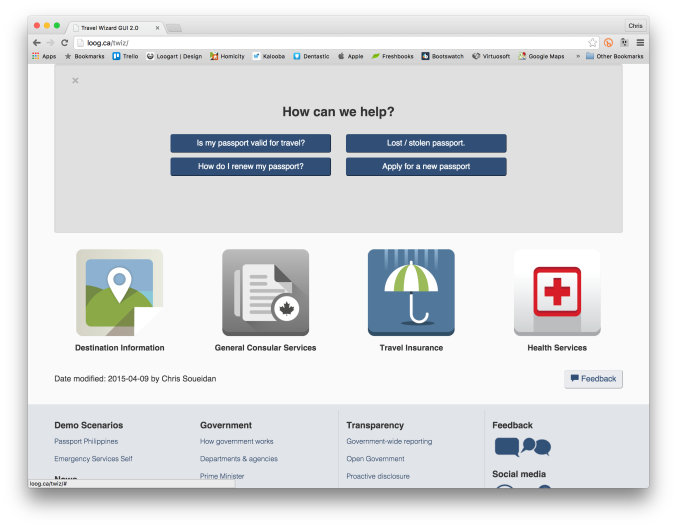 Travel Wizard GUI 2.0
Chris
loog.ca/twiz/
Apps Bookmarks Trello Loogart | Design Homicity Kalooba Dentastic Apple Freshbooks Bootswatch Virtuosoft Google Maps » Other Bookmarks
×
How can we help?
Is my passport valid for travel? Lost / stolen passport.
How do I renew my passport? Apply for a new passport
Destination Information General Consular Services Travel Insurance Health Services
Date modified: 2015-04-09 by Chris Soueidan Feedback
Demo Scenarios Government Transparency Feedback
Passport Philippines How government works Government-wide reporting
Emergency Services Self Departments & agencies Open Government
Social media
News Prime Minister Proactive disclosure
loog.ca/twiz/#